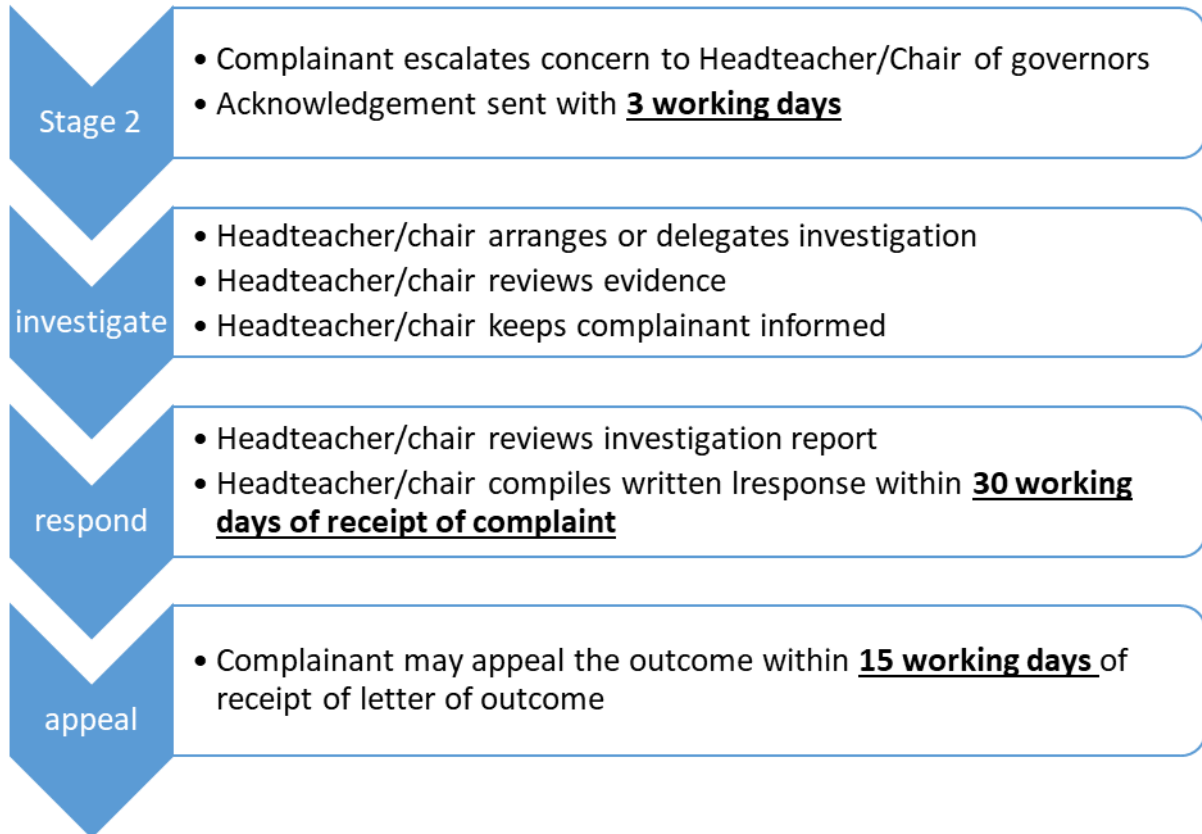 Stage 2
• Complainant escalates concern to Headteacher/Chair of governors
• Acknowledgement sent with 3 working days
investigate
• Headteacher/chair arranges or delegates investigation
• Headteacher/chair reviews evidence
• Headteacher/chair keeps complainant informed
respond
• Headteacher/chair reviews investigation report
• Headteacher/chair compiles written lresponse within 30 working
days of receipt of complaint
appeal
• Complainant may appeal the outcome within 15 working days of
receipt of letter of outcome